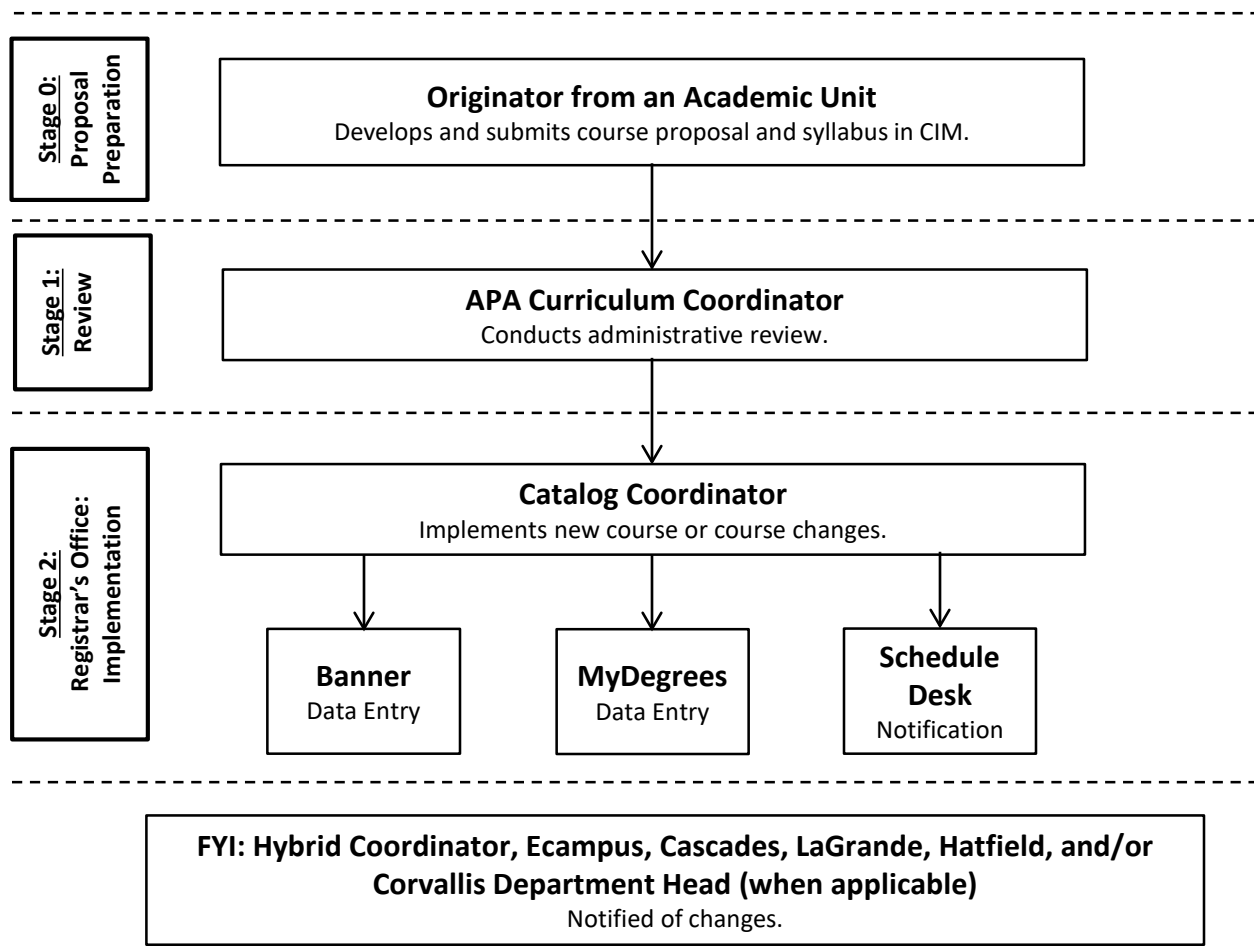 Stage 0:
Proposal
Preparation
Originator from an Academic Unit
Develops and submits course proposal and syllabus in CIM.
Stage 1:
Review
APA Curriculum Coordinator
Conducts administrative review.
Stage 2:
Registrar’s Office:
Implementation
Catalog Coordinator
Implements new course or course changes.
Banner
Data Entry
MyDegrees
Data Entry
Schedule
Desk
Notification
FYI: Hybrid Coordinator, Ecampus, Cascades, LaGrande, Hatfield, and/or
Corvallis Department Head (when applicable)
Notified of changes.